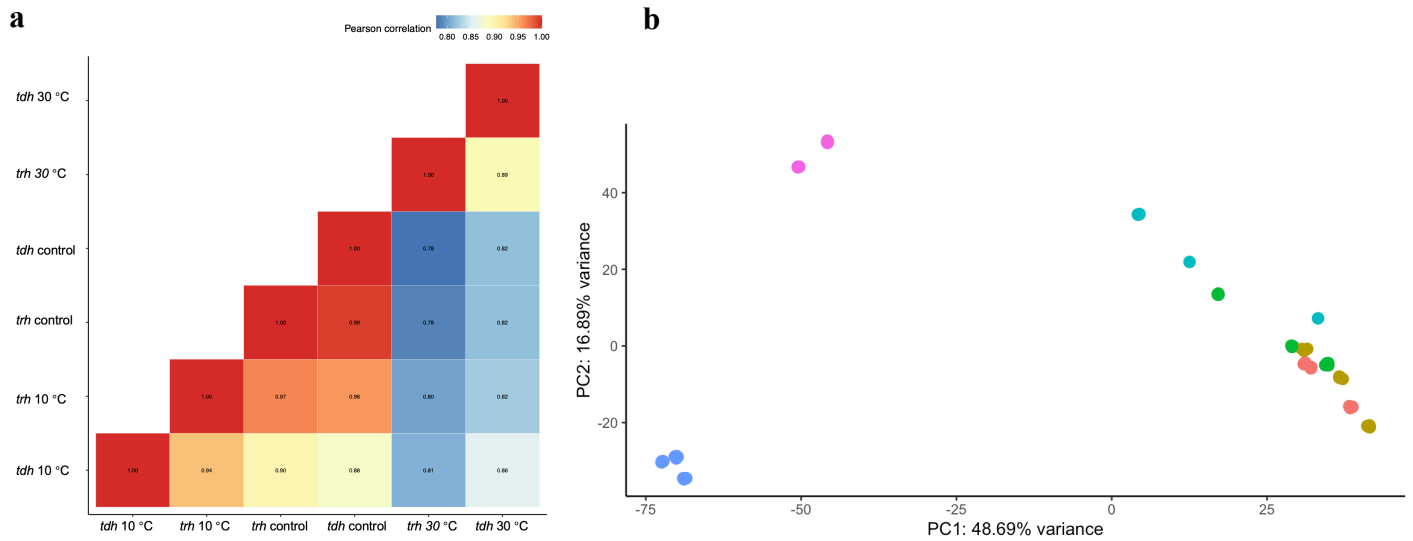 a
Pearson correlation
0.80 0.85 0.90 0.95 1.00
tdh 30 °C
1.00
trh 30 °C
1.00 0.89
tdh control
1.00 0.78 0.82
trh control
1.00 0.99 0.78 0.82
trh 10 °C
1.00 0.97 0.96 0.80 0.82
tdh 10 °C
1.00 0.94 0.90 0.88 0.81 0.86
tdh 10 °C trh 10 °C trh control tdh control trh 30 °C tdh 30 °C
b
PC2: 16.89% variance
40
20
0
-20
-75 -50 -25 0 25
PC1: 48.69% variance